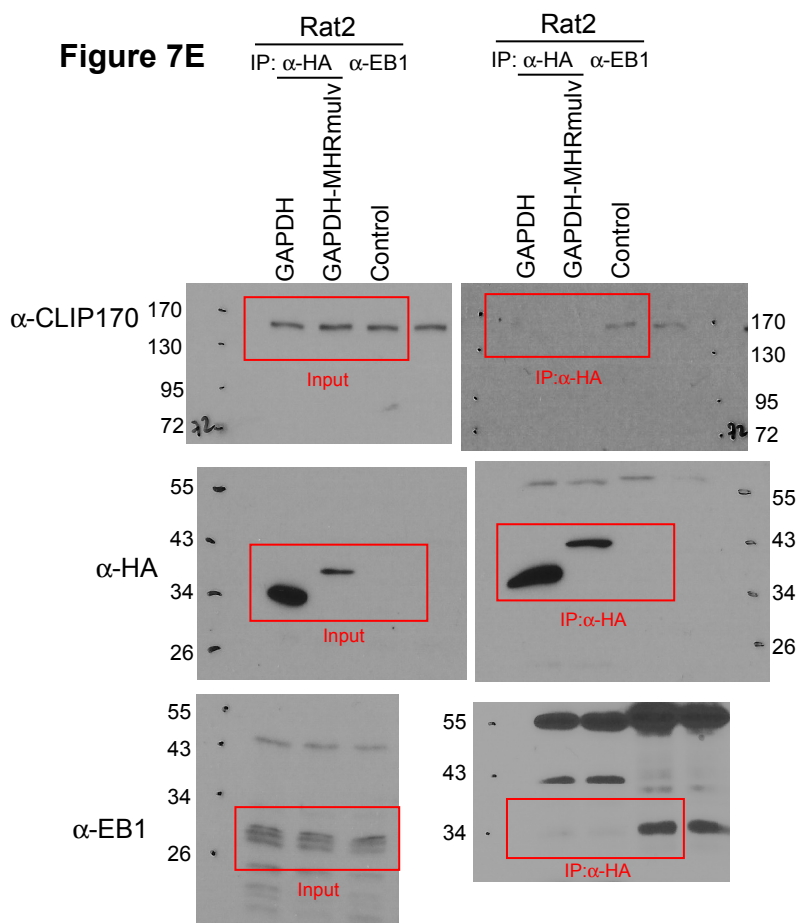 Figure 7E
Rat2
IP: α-HA α-EB1
GAPDH
GAPDH-MHRmulv
Control
Rat2
IP: α-HA α-EB1
GAPDH
GAPDH-MHRmulv
Control
α-CLIP170
170
130
95
72
72
Input
IP:α-HA
170
130
95
72
72
α-HA
55
43
34
26
Input
IP:α-HA
55
43
34
26
α-EB1
55
43
34
26
Input
55
43
34
IP:α-HA